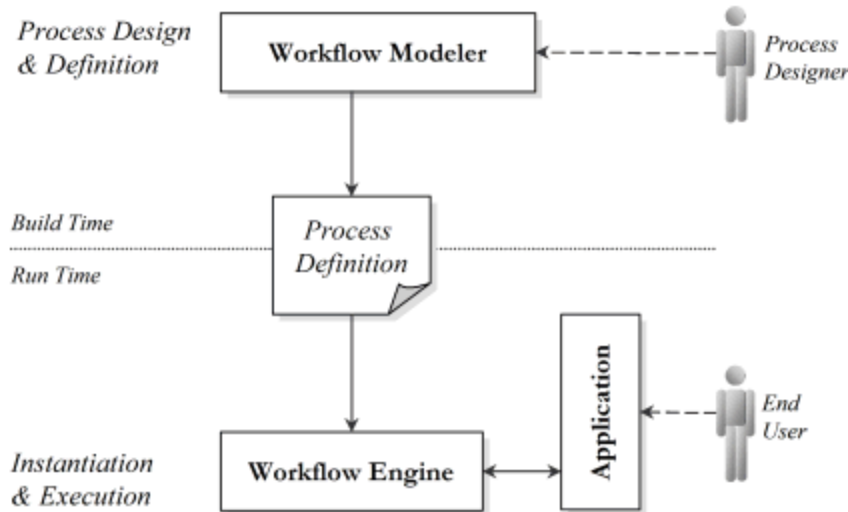 Process Design
& Definition
Workflow Modeler
Process
Designer
Build Time
Process
Definition
Run Time
Application
End
User
Workflow Engine
Instantiation
& Execution